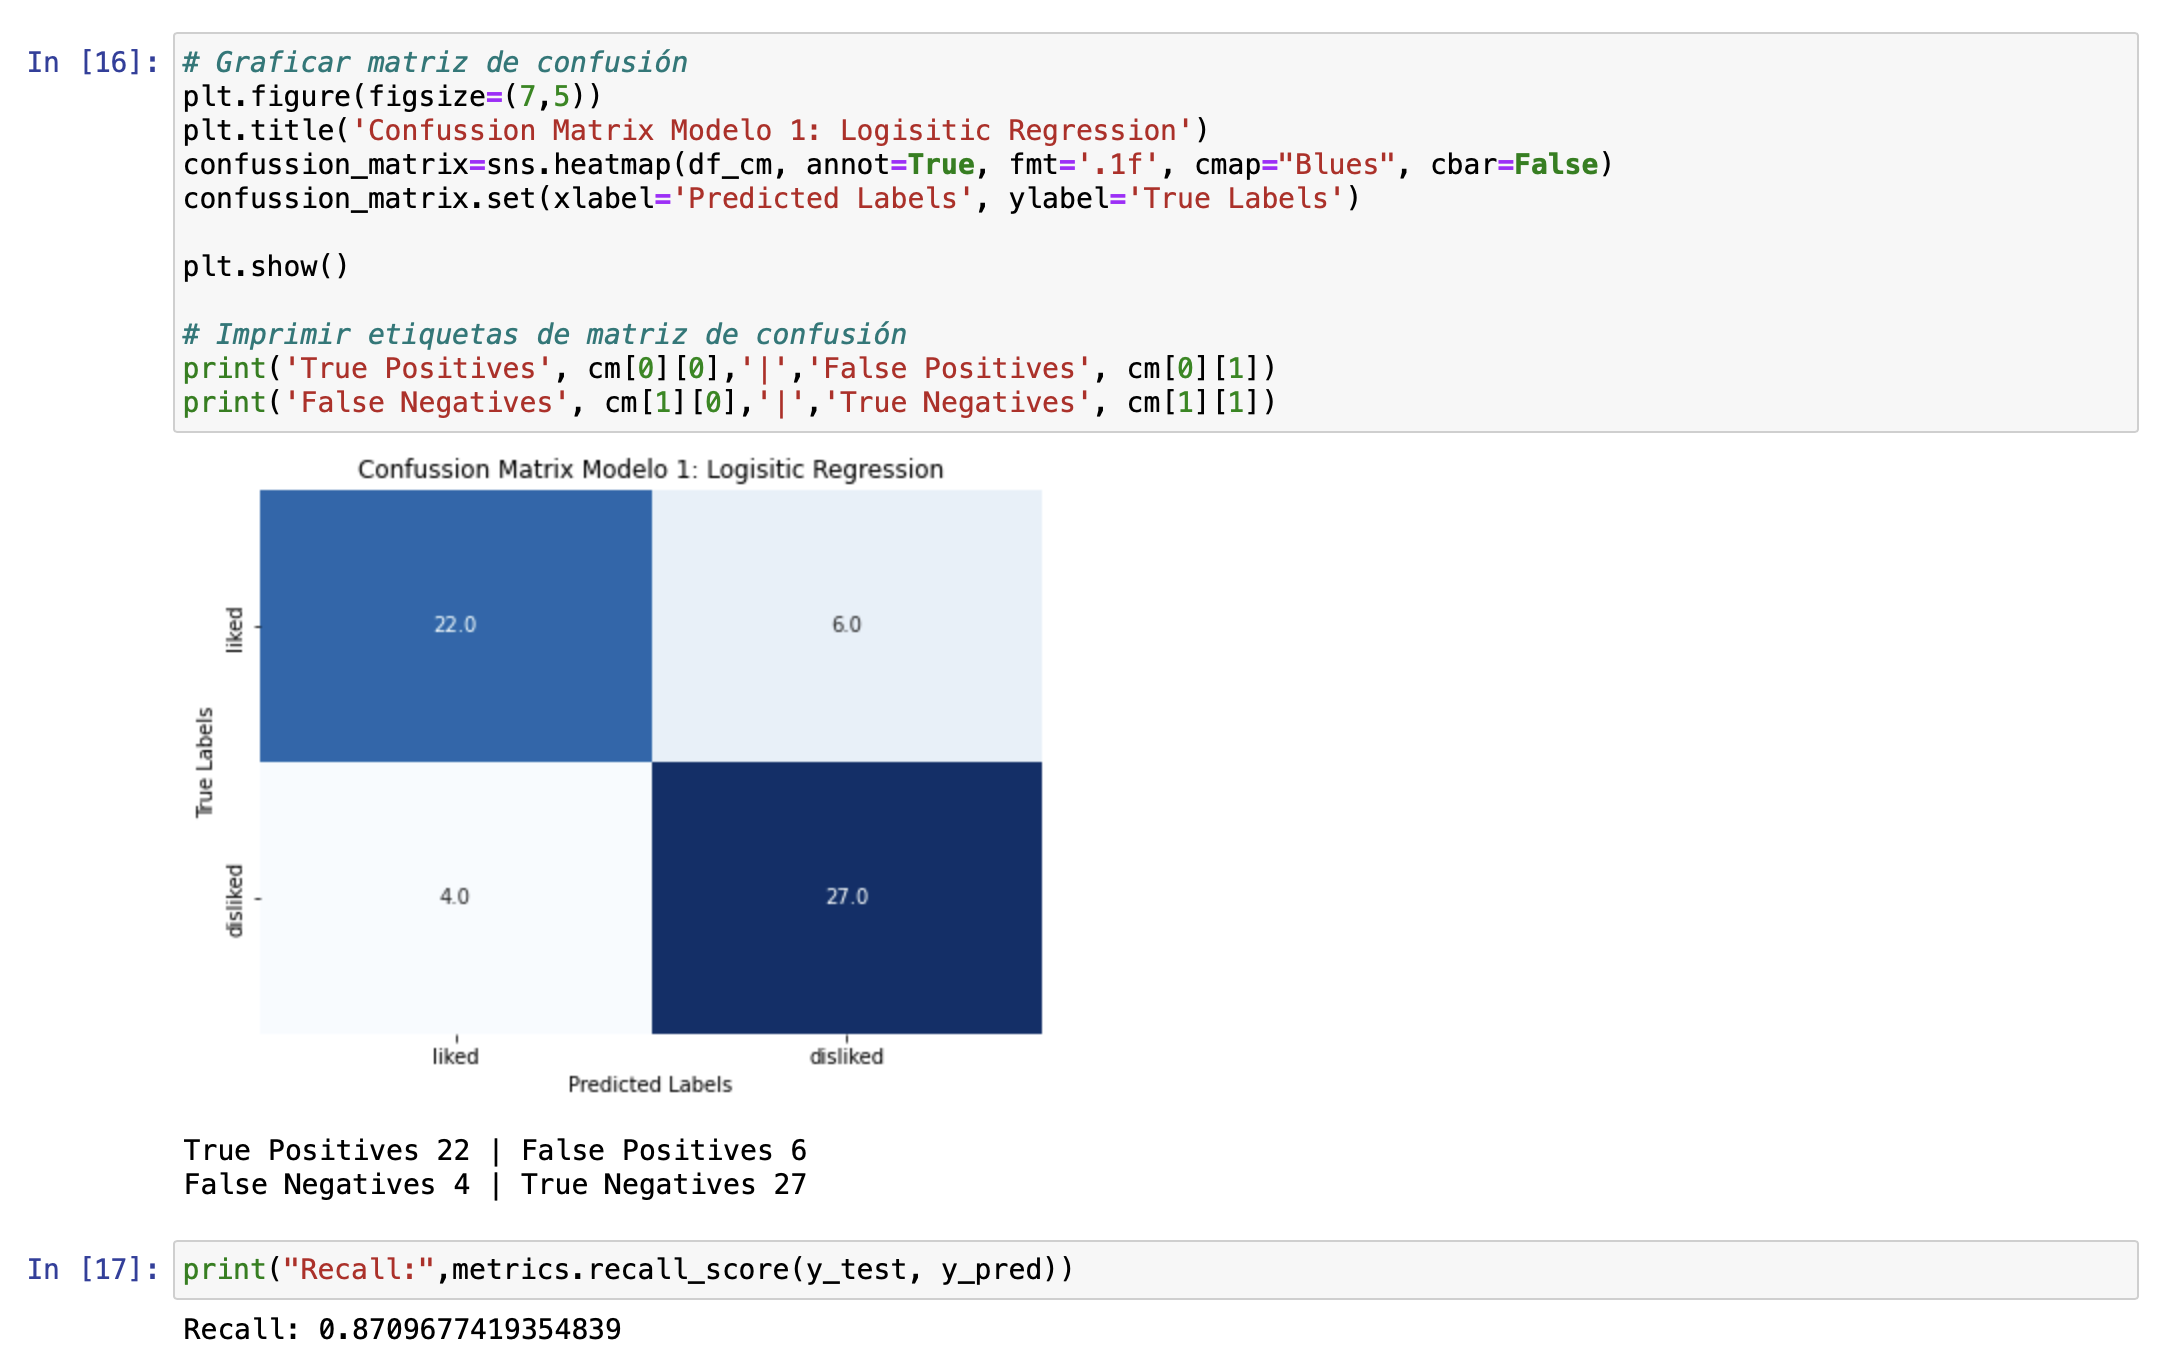 In [16]:
# Graficar matriz de confusión
plt.figure(figsize=(7,5))
plt.title('Confussion Matrix Modelo 1: Logisitic Regression')
confussion_matrix=sns.heatmap(df_cm, annot=True, fmt='.1f', cmap="Blues", cbar=False)
confussion_matrix.set(xlabel='Predicted Labels', ylabel='True Labels')
plt.show()
# Imprimir etiquetas de matriz de confusión
print('True Positives', cm[0][0],'|','False Positives', cm[0][1])
print('False Negatives', cm[1][0],'|','True Negatives', cm[1][1])
Confussion Matrix Modelo 1: Logisitic Regression
True Labels
liked
22.0 6.0
disliked
4.0 27.0
liked disliked
Predicted Labels
True Positives 22 | False Positives 6
False Negatives 4 | True Negatives 27
In [17]:
print("Recall:",metrics.recall_score(y_test, y_pred))
Recall: 0.8709677419354839